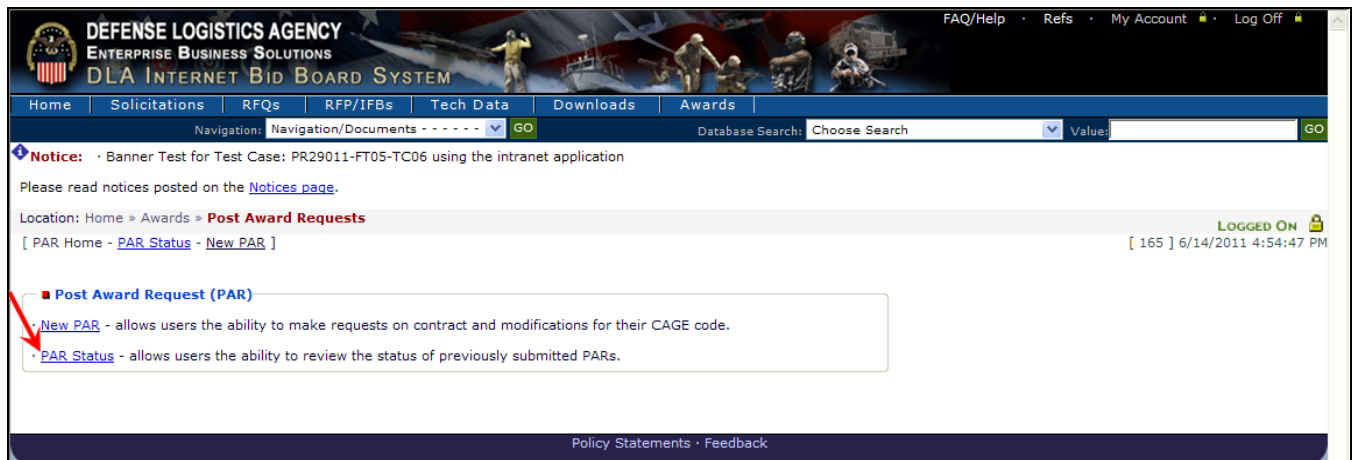 FAQ/Help · Refs · My Account · Log Off
DEFENSE LOGISTICS AGENCY
ENTERPRISE BUSINESS SOLUTIONS
DLA INTERNET BID BOARD SYSTEM
Home Solicitations RFQs RFP/IFBs Tech Data Downloads Awards
Navigation: Navigation/Documents - - - - - - GO Database Search: Choose Search Value: GO
Notice: · Banner Test for Test Case: PR29011-FT05-TC06 using the intranet application
Please read notices posted on the Notices page.
Location: Home » Awards » Post Award Requests
LOGGED ON
[ PAR Home - PAR Status - New PAR ] [ 165 ] 6/14/2011 4:54:47 PM
Post Award Request (PAR)
· New PAR - allows users the ability to make requests on contract and modifications for their CAGE code.
· PAR Status - allows users the ability to review the status of previously submitted PARs.
Policy Statements · Feedback